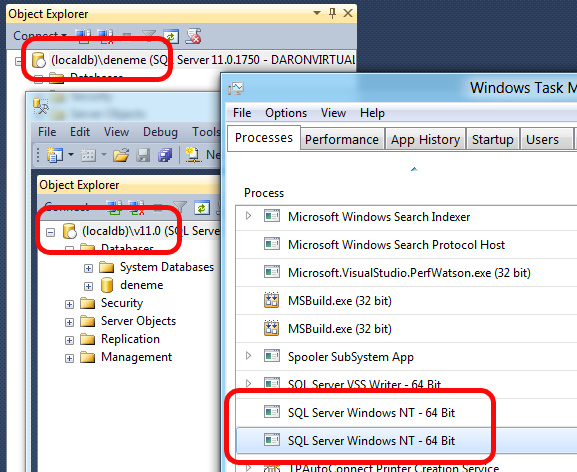 Object Explorer
Connect
(localdb)\deneme (SQL Server 11.0.1750 - DARONVIRTUAL
Databases
Security
Server Objects
File Edit View Debug Tools
Ne
Object Explorer
Connect
(localdb)\v11.0 (SQL Serve
Databases
System Databases
deneme
Security
Server Objects
Replication
Management
Windows Task M
File Options View Help
Processes Performance App History Startup Users
Process
Microsoft Windows Search Indexer
Microsoft Windows Search Protocol Host
Microsoft.VisualStudio.PerfWatson.exe (32 bit)
MSBuild.exe (32 bit)
MSBuild.exe (32 bit)
Spooler SubSystem App
SQL Server VSS Writer - 64 Bit
SQL Server Windows NT - 64 Bit
SQL Server Windows NT - 64 Bit
TPAutoConnect Printer Creation Service